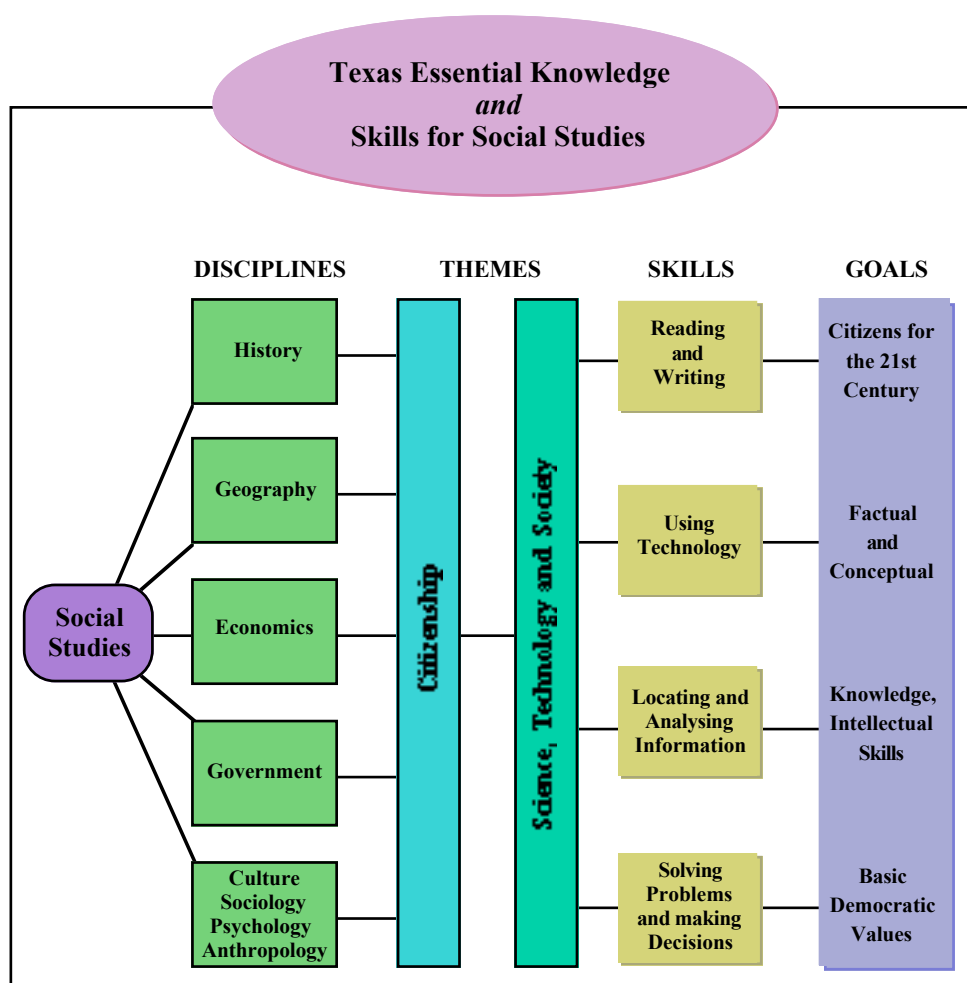 Texas Essential Knowledge
and
Skills for Social Studies
DISCIPLINES
THEMES
SKILLS
GOALS
Social
Studies
History
Geography
Economics
Government
Culture
Sociology
Psychology
Anthropology
Citizenship
Science, Technology and Society
Reading
and
Writing
Using
Technology
Locating and
Analysing
Information
Solving
Problems
and making
Decisions
Citizens for
the 21st
Century
Factual
and
Conceptual
Knowledge,
Intellectual
Skills
Basic
Democratic
Values